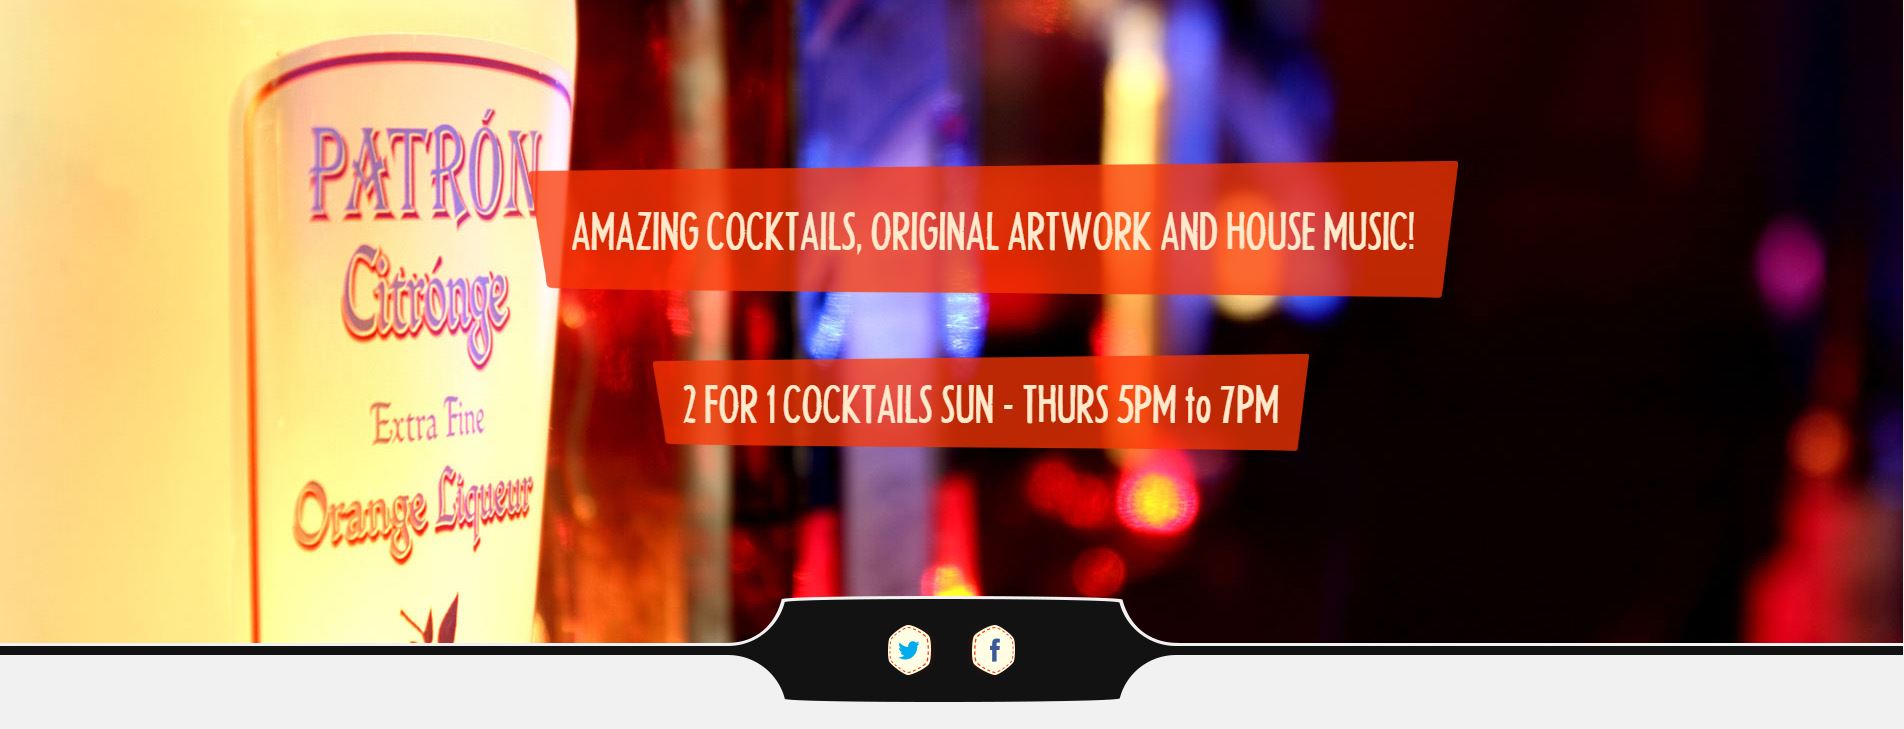 PATRÓN
Citrónge
Extra Fine
Orange Liqueur
AMAZING COCKTAILS, ORIGINAL ARTWORK AND HOUSE MUSIC!
2 FOR 1 COCKTAILS SUN - THURS 5PM to 7PM